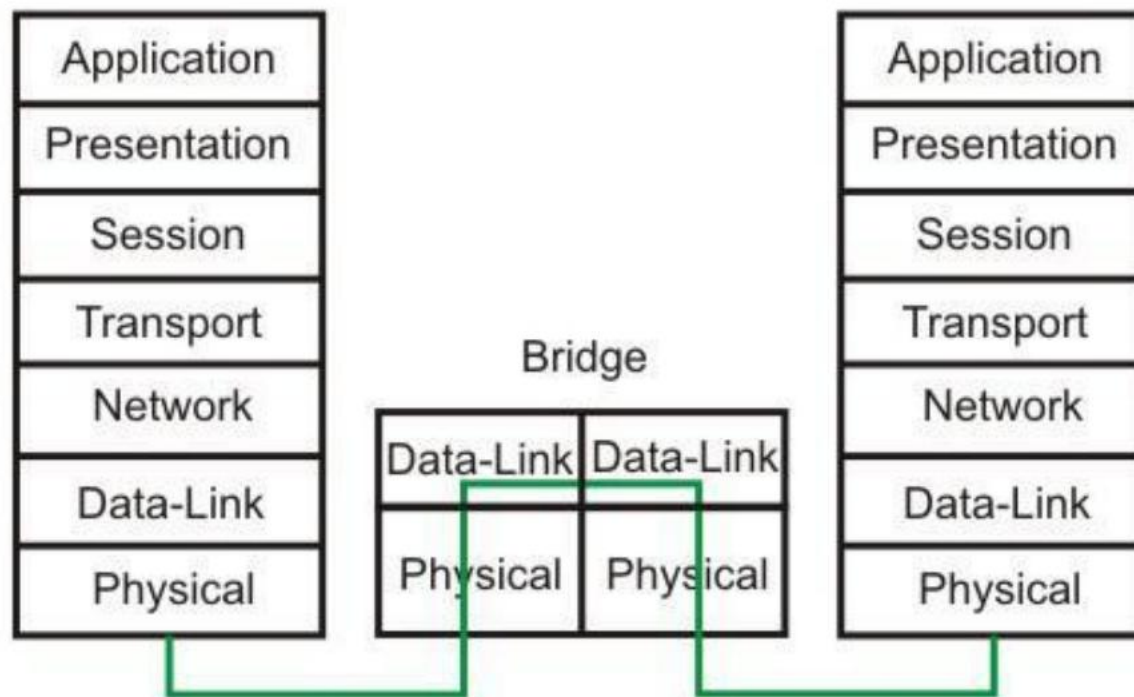 Application
Presentation
Session
Transport
Network
Data-Link
Physical
Bridge
Data-Link Data-Link
Physical Physical
Application
Presentation
Session
Transport
Network
Data-Link
Physical